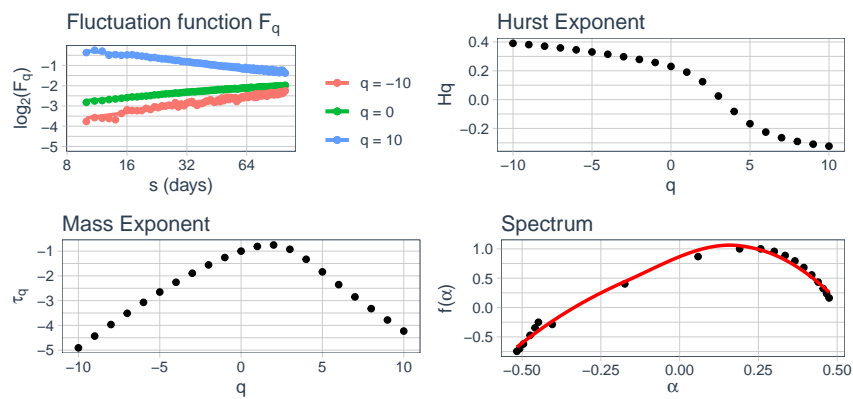 Fluctuation function Fq
log2(Fq)
−1
−2
−3
−4
−5
8
16
32
64
s (days)
q = −10
q = 0
q = 10
Hurst Exponent
Hq
0.4
0.2
0.0
−0.2
−10
−5
0
5
10
q
Mass Exponent
τq
−1
−2
−3
−4
−5
−10
−5
0
5
10
q
Spectrum
f(α)
1.0
0.5
0.0
−0.5
−0.50
−0.25
0.00
0.25
0.50
α